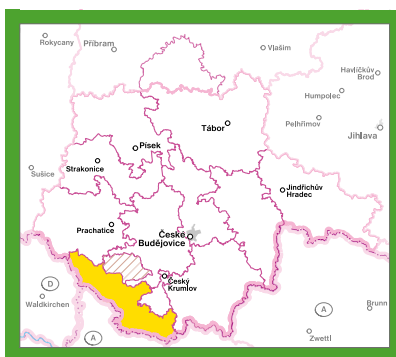 Rokycany
Příbram
Vlašim
Havlíčkův
Brod
Humpolec
Pelhřimov
Jihlava
Tábor
Písek
Strakonice
Sušice
Jindřichův
Hradec
Prachatice
České
Budějovice
Český
Krumlov
D
Waldkirchen
A
A
Brunn
Zwettl